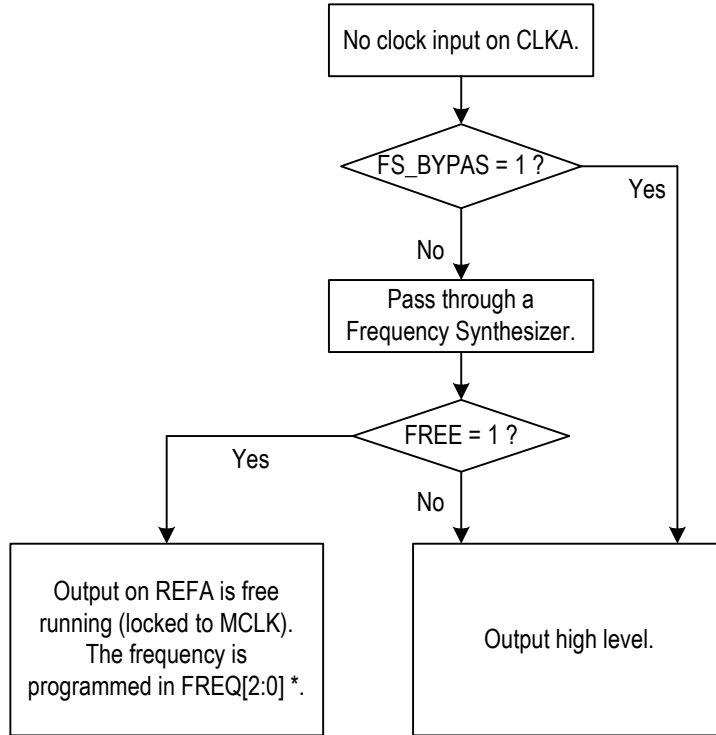 No clock input on CLKA.
FS_BYPAS = 1 ?
Yes
No
Pass through a
Frequency Synthesizer.
FREE = 1 ?
Yes
No
Output on REFA is free
running (locked to MCLK).
The frequency is
programmed in FREQ[2:0] *.
Output high level.